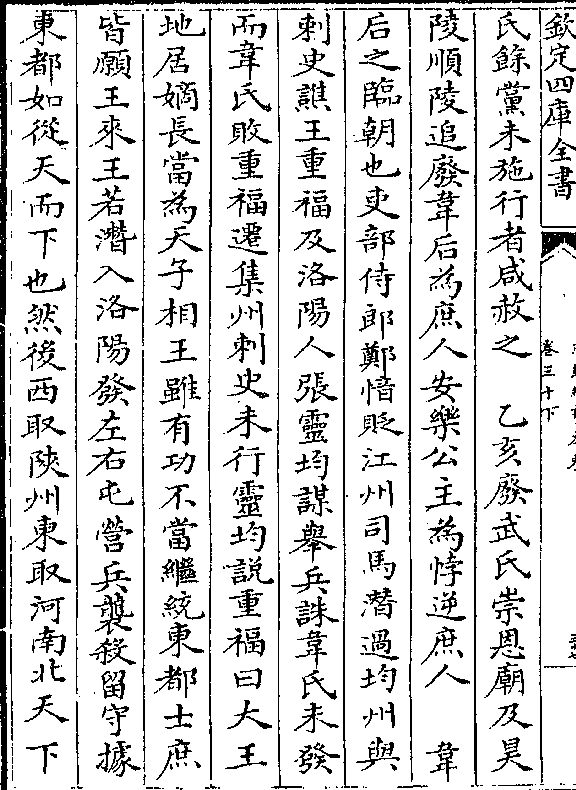 欽定四庫全書
卷三十下
氏餘黨未施行者咸赦之　乙亥廢武氏崇恩廟及昊
陵順陵追廢韋后為庶人安樂公主為悖逆庶人　韋
后之臨朝也吏部侍郎鄭愔貶江州司馬潛過均州與
刺史譙王重福及洛陽人張靈均謀舉兵誅韋氏未發
而韋氏敗重福遷集州刺史未行靈均說重福曰大王
地居嫡長當為天子相王雖有功不當繼統東都士庶
皆願王來王若潛入洛陽發左右屯營兵襲殺留守據
東都如從天而下也然後西取陝州東取河南北天下